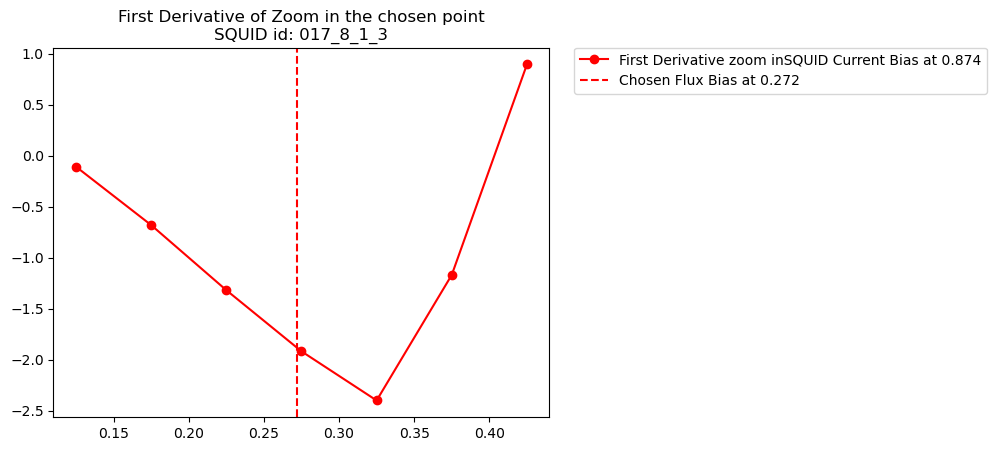 First Derivative of Zoom in the chosen point
SQUID id: 017_8_1_3
First Derivative zoom inSQUID Current Bias at 0.874
Chosen Flux Bias at 0.272
1.0
0.5
0.0
−0.5
−1.0
−1.5
−2.0
−2.5
0.15 0.20 0.25 0.30 0.35 0.40